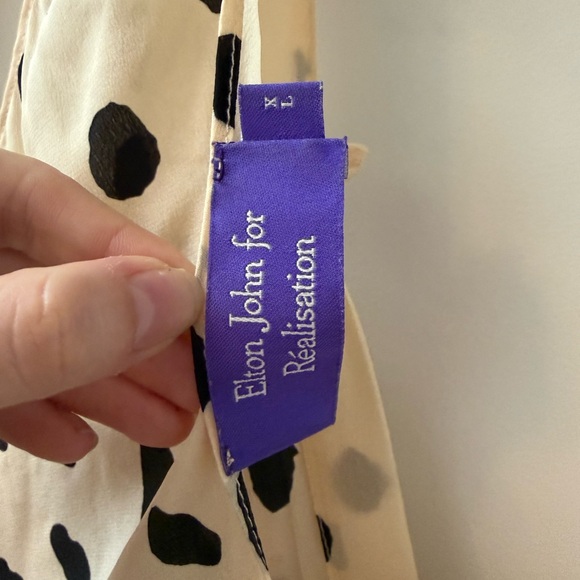 XL
Elton John for
Réalisation